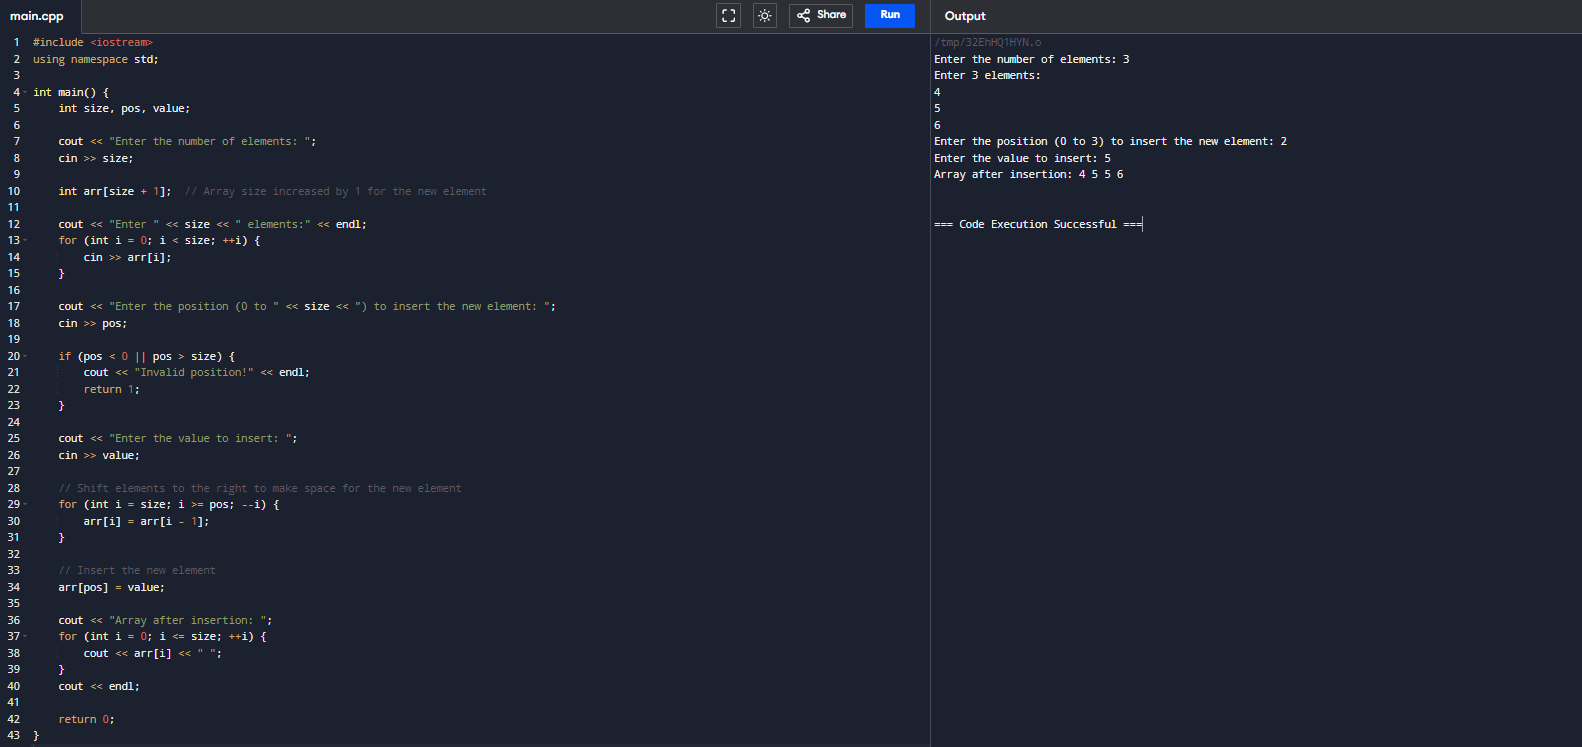 main.cpp
Share
Run
Output
1 #include <iostream>
2 using namespace std;
3
4 int main() {
5     int size, pos, value;
6
7     cout << "Enter the number of elements: ";
8     cin >> size;
9
10     int arr[size + 1];  // Array size increased by 1 for the new element
11
12     cout << "Enter " << size << " elements:" << endl;
13     for (int i = 0; i < size; ++i) {
14         cin >> arr[i];
15     }
16
17     cout << "Enter the position (0 to " << size << ") to insert the new element: ";
18     cin >> pos;
19
20     if (pos < 0 || pos > size) {
21         cout << "Invalid position!" << endl;
22         return 1;
23     }
24
25     cout << "Enter the value to insert: ";
26     cin >> value;
27
28     // Shift elements to the right to make space for the new element
29     for (int i = size; i >= pos; --i) {
30         arr[i] = arr[i - 1];
31     }
32
33     // Insert the new element
34     arr[pos] = value;
35
36     cout << "Array after insertion: ";
37     for (int i = 0; i <= size; ++i) {
38         cout << arr[i] << " ";
39     }
40     cout << endl;
41
42     return 0;
43 }
/tmp/32EhHQ1HYN.o
Enter the number of elements: 3
Enter 3 elements:
4
5
6
Enter the position (0 to 3) to insert the new element: 2
Enter the value to insert: 5
Array after insertion: 4 5 5 6
=== Code Execution Successful ===